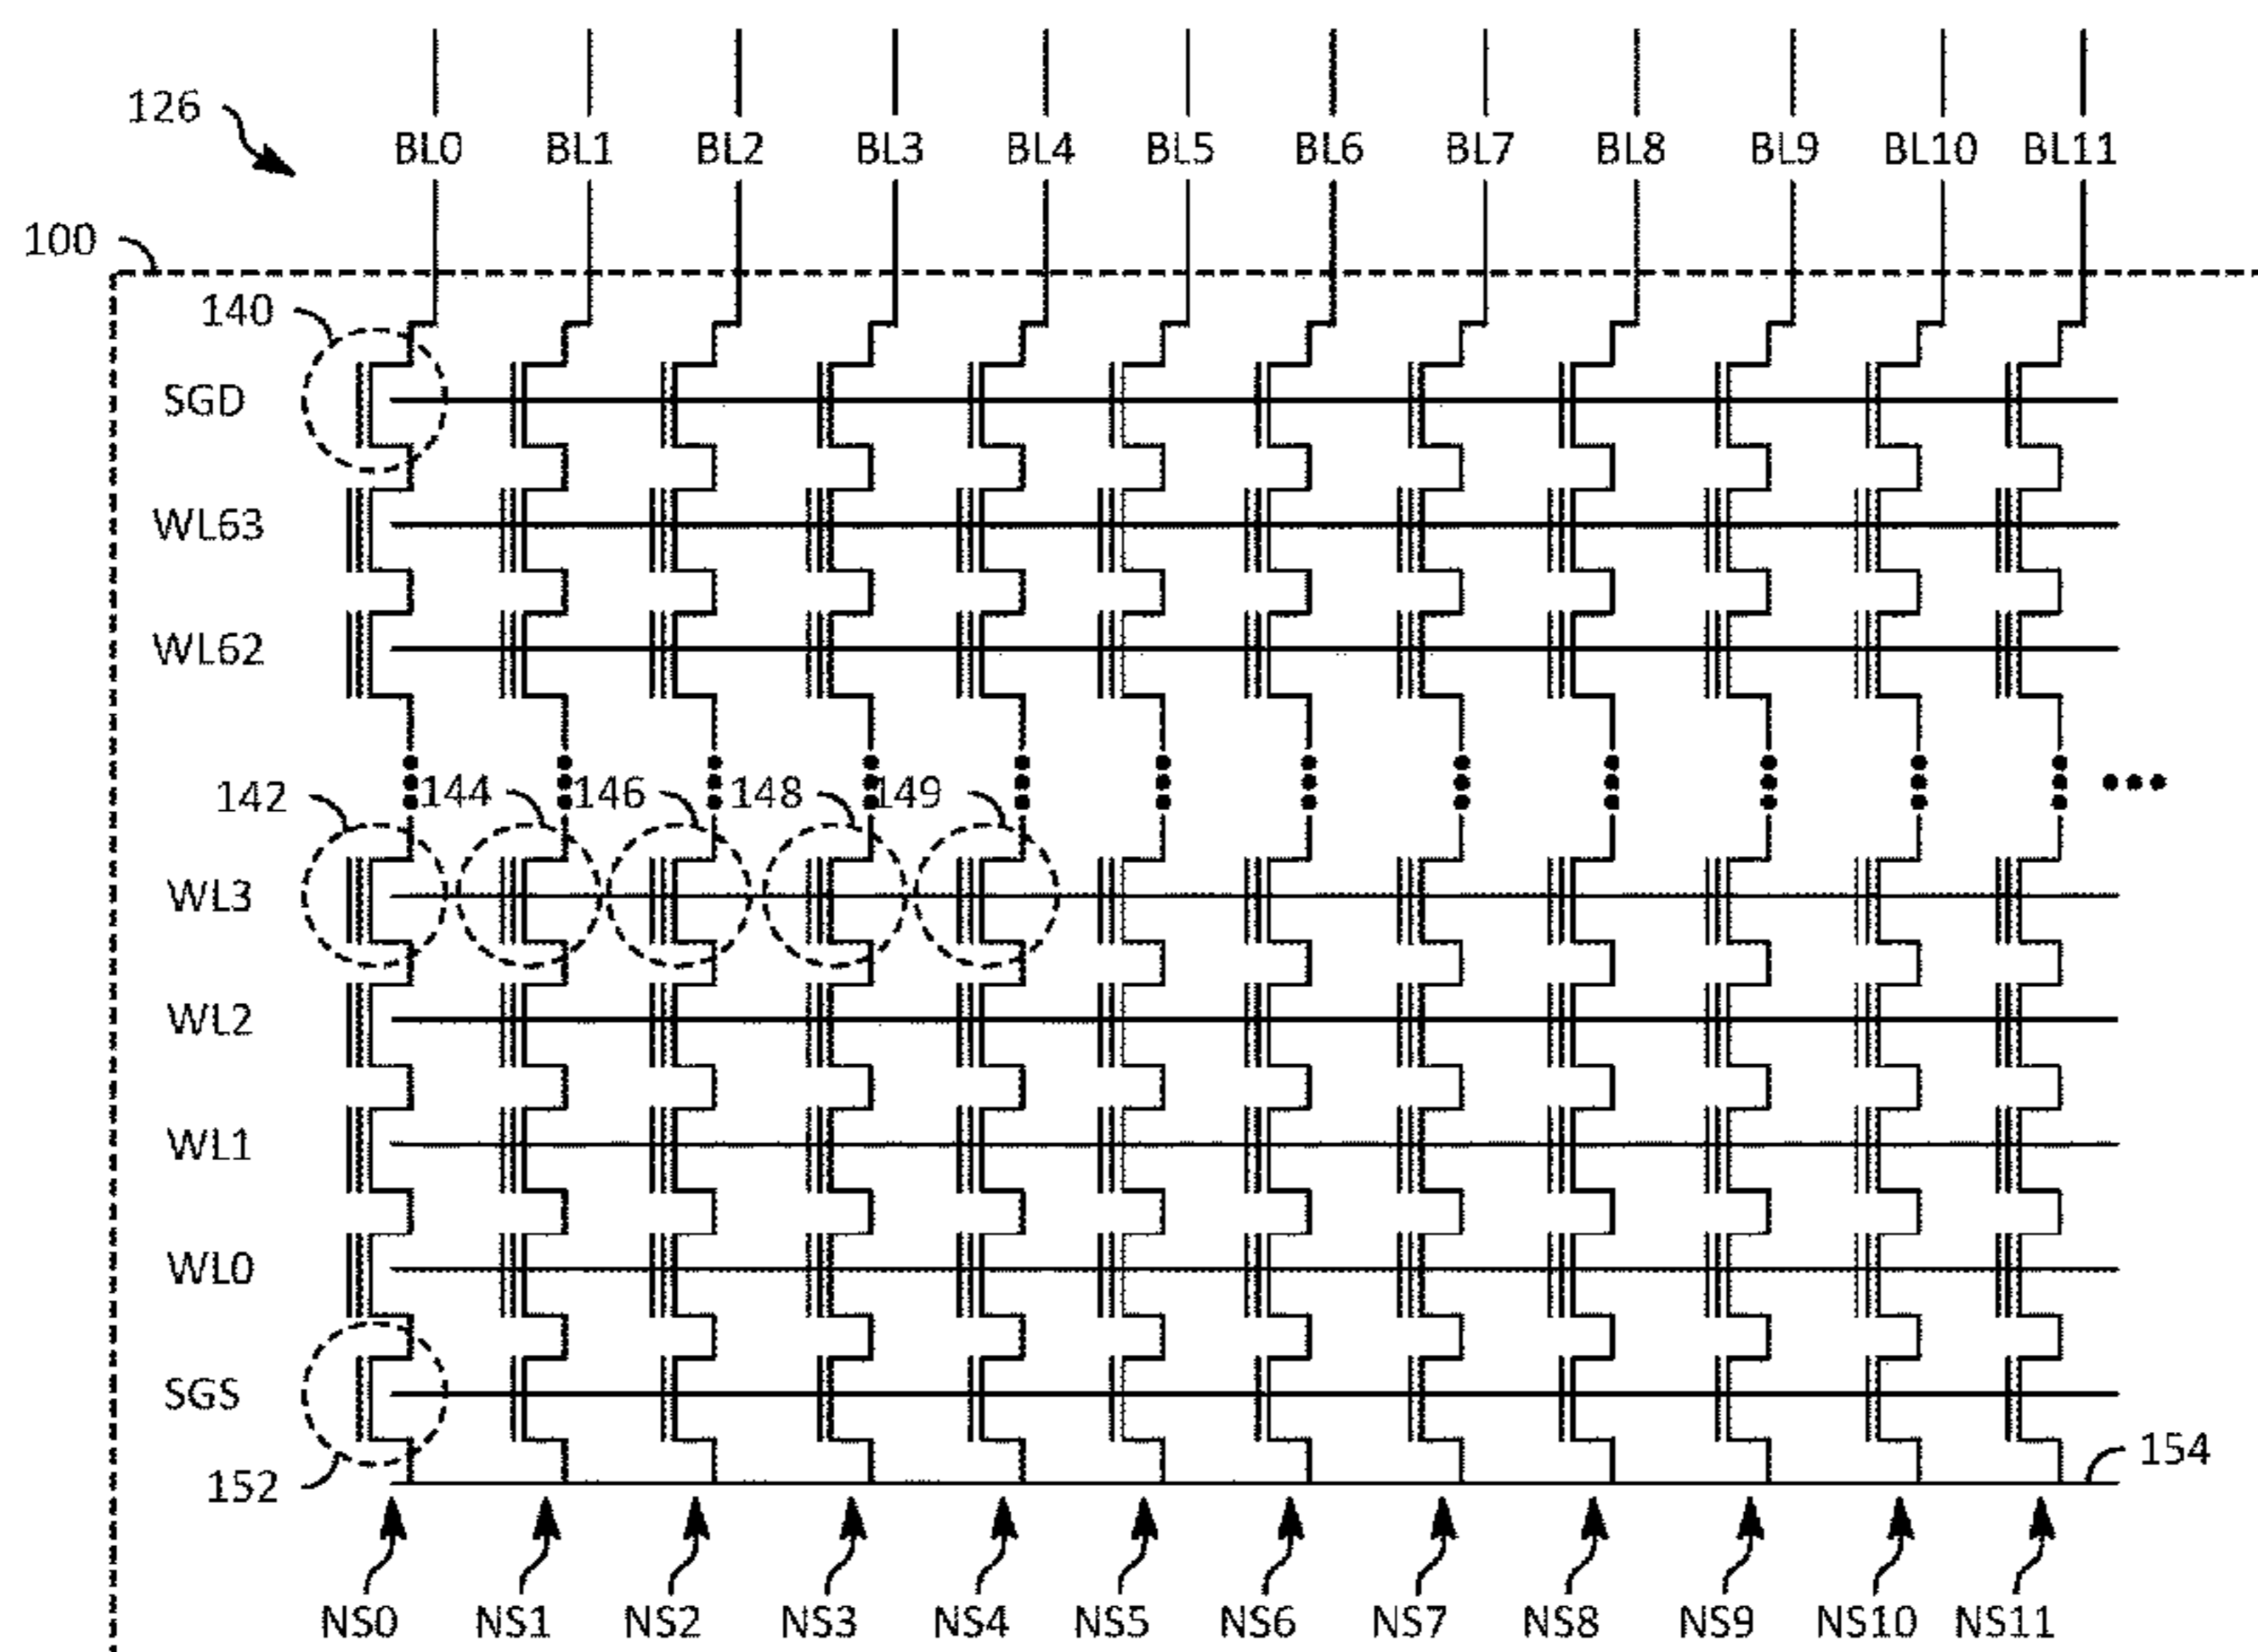 126
BL0 BL1 BL2 BL3 BL4 BL5 BL6 BL7 BL8 BL9 BL10 BL11
100
140
SGD
WL63
WL62
142 144 146 148 149
WL3
WL2
WL1
WL0
SGS
152 154
NS0 NS1 NS2 NS3 NS4 NS5 NS6 NS7 NS8 NS9 NS10 NS11